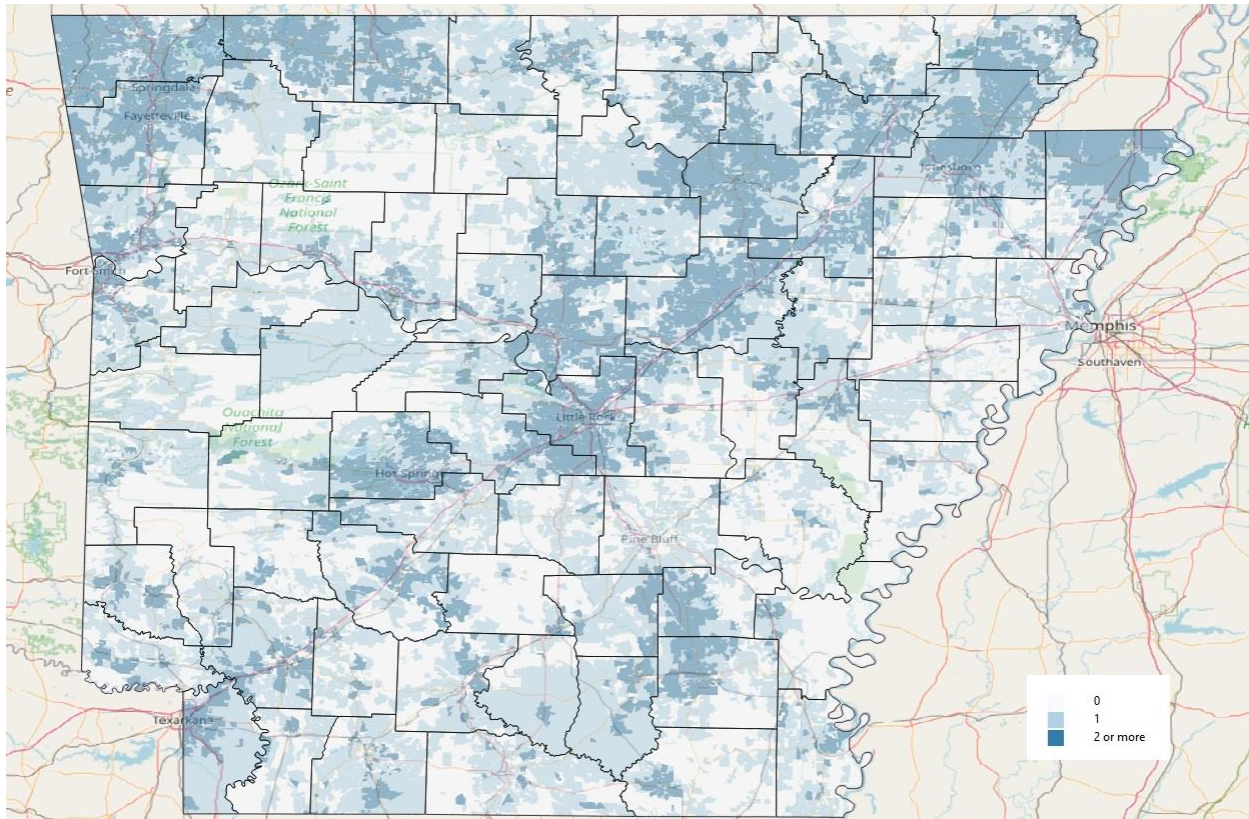 Springdale
Fayetteville
Jonesboro
Ozark-Saint
Francis
National
Forest
Fort Smith
Memphis
Southaven
Ouachita
National
Forest
Little Rock
Hot Springs
Pine Bluff
Texarkana
0
1
2 or more